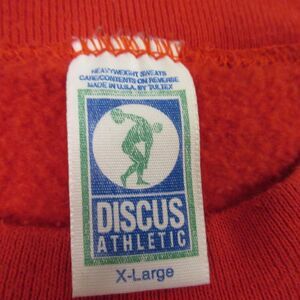 HEAVYWEIGHT SWEATS
CARE/CONTENTS ON REVERSE
MADE IN U.S.A. BY TULTEX
DISCUS
ATHLETIC
X-Large